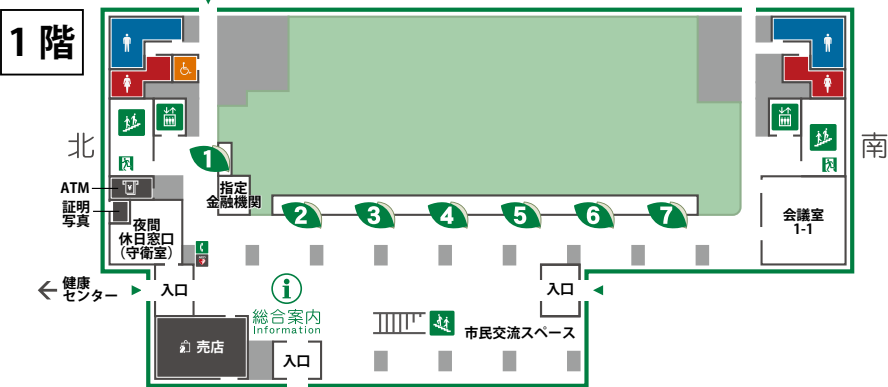 1 階
北
南
1
指定
金融機関
2
3
4
5
6
7
ATM
証明
写真
夜間
休日窓口
(守衛室)
会議室
1-1
健康
センター
入口
i
総合案内
Information
入口
市民交流スペース
売店
入口